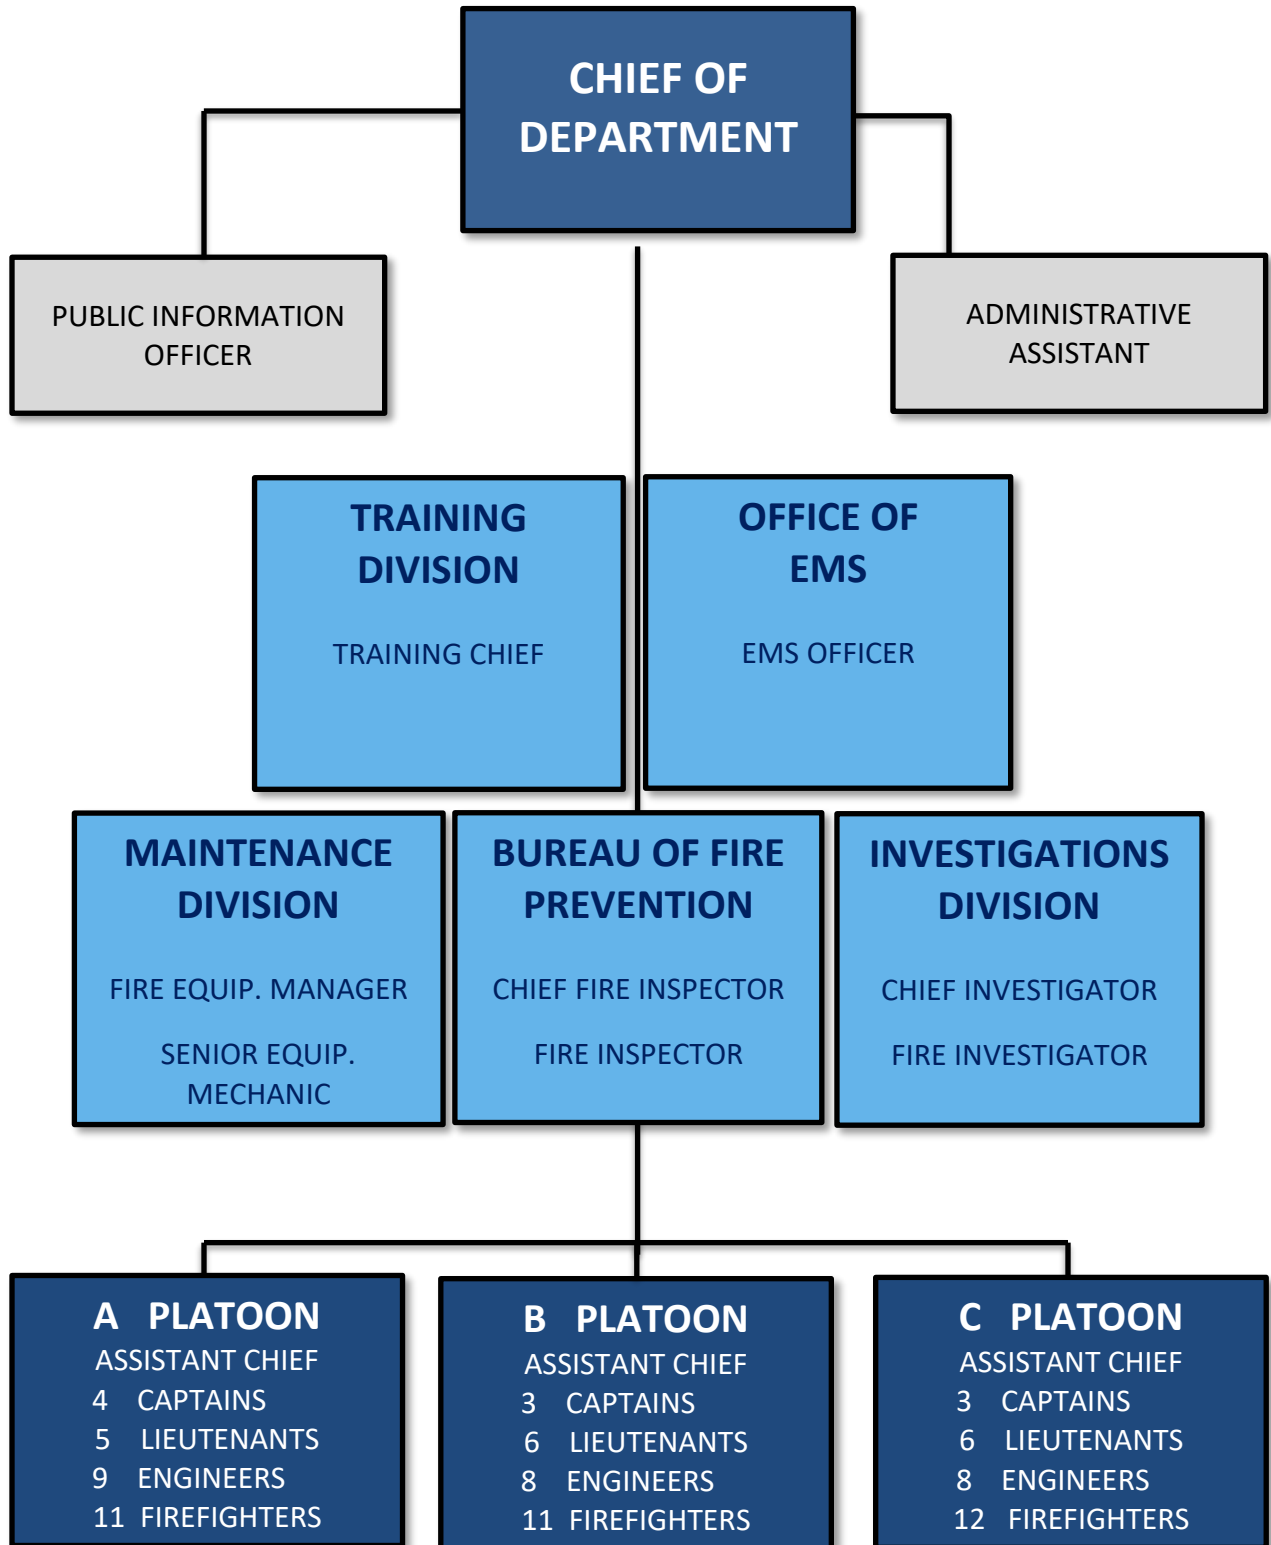 CHIEF OF
DEPARTMENT
PUBLIC INFORMATION
OFFICER
ADMINISTRATIVE
ASSISTANT
TRAINING
DIVISION
TRAINING CHIEF
OFFICE OF
EMS
EMS OFFICER
MAINTENANCE
DIVISION
FIRE EQUIP. MANAGER
SENIOR EQUIP.
MECHANIC
BUREAU OF FIRE
PREVENTION
CHIEF FIRE INSPECTOR
FIRE INSPECTOR
INVESTIGATIONS
DIVISION
CHIEF INVESTIGATOR
FIRE INVESTIGATOR
A PLATOON
ASSISTANT CHIEF
4 CAPTAINS
5 LIEUTENANTS
9 ENGINEERS
11 FIREFIGHTERS
B PLATOON
ASSISTANT CHIEF
3 CAPTAINS
6 LIEUTENANTS
8 ENGINEERS
11 FIREFIGHTERS
C PLATOON
ASSISTANT CHIEF
3 CAPTAINS
6 LIEUTENANTS
8 ENGINEERS
12 FIREFIGHTERS